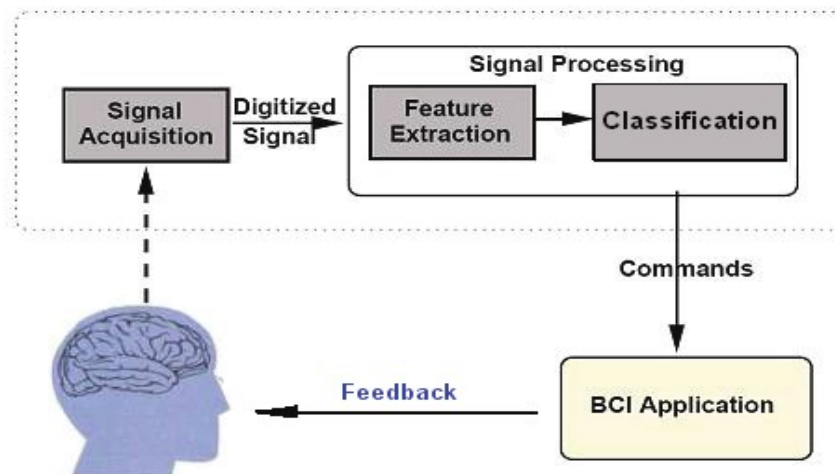 Signal Processing
Signal
Acquisition
Digitized
Signal
Feature
Extraction
Classification
Commands
Feedback
BCI Application